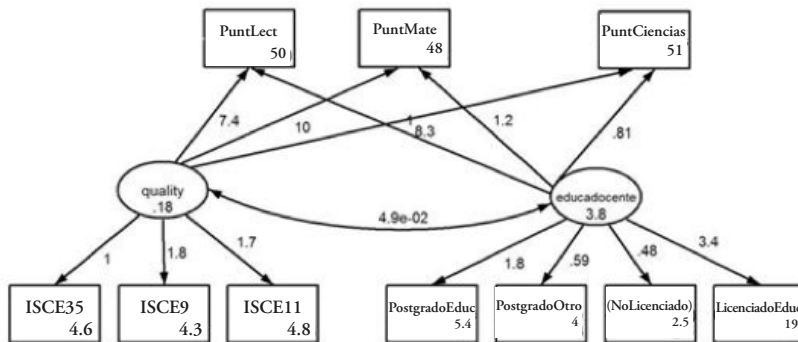 PuntLect
50
PuntMate
48
PuntCiencias
51
7.4
10
1
8.3
1.2
.81
quality
.18
educadocente
3.8
4.9e-02
1
1.8
1.7
1.8
.59
.48
3.4
ISCE35
4.6
ISCE9
4.3
ISCE11
4.8
PostgradoEduc
5.4
PostgradoOtro
4
(NoLicenciado)
2.5
LicenciadoEduc
19